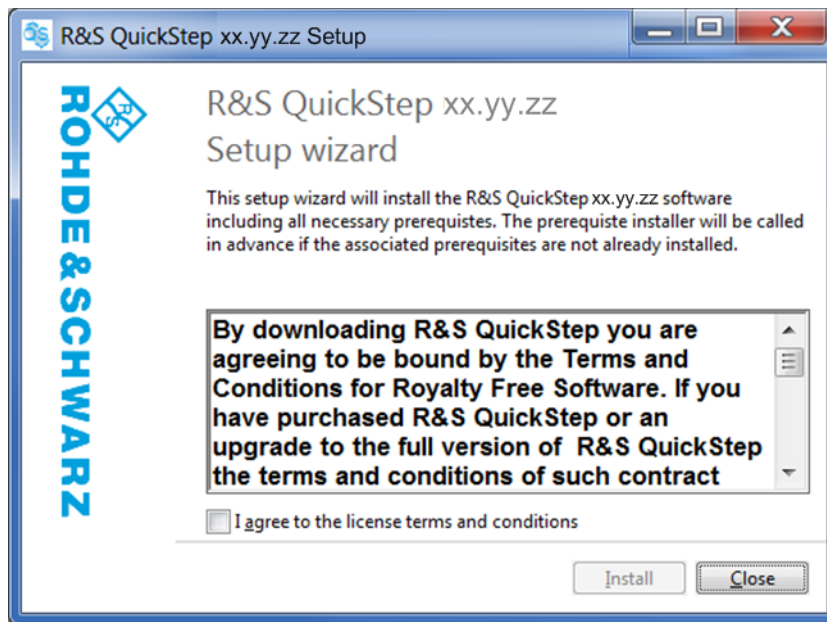 R&S QuickStep xx.yy.zz Setup
ROHDE & SCHWARZ
R&S
R&S QuickStep xx.yy.zz
Setup wizard
This setup wizard will install the R&S QuickStep xx.yy.zz software
including all necessary prerequistes. The prerequiste installer will be called
in advance if the associated prerequisites are not already installed.
By downloading R&S QuickStep you are
agreeing to be bound by the Terms and
Conditions for Royalty Free Software. If you
have purchased R&S QuickStep or an
upgrade to the full version of R&S QuickStep
the terms and conditions of such contract
I agree to the license terms and conditions
Install
Close